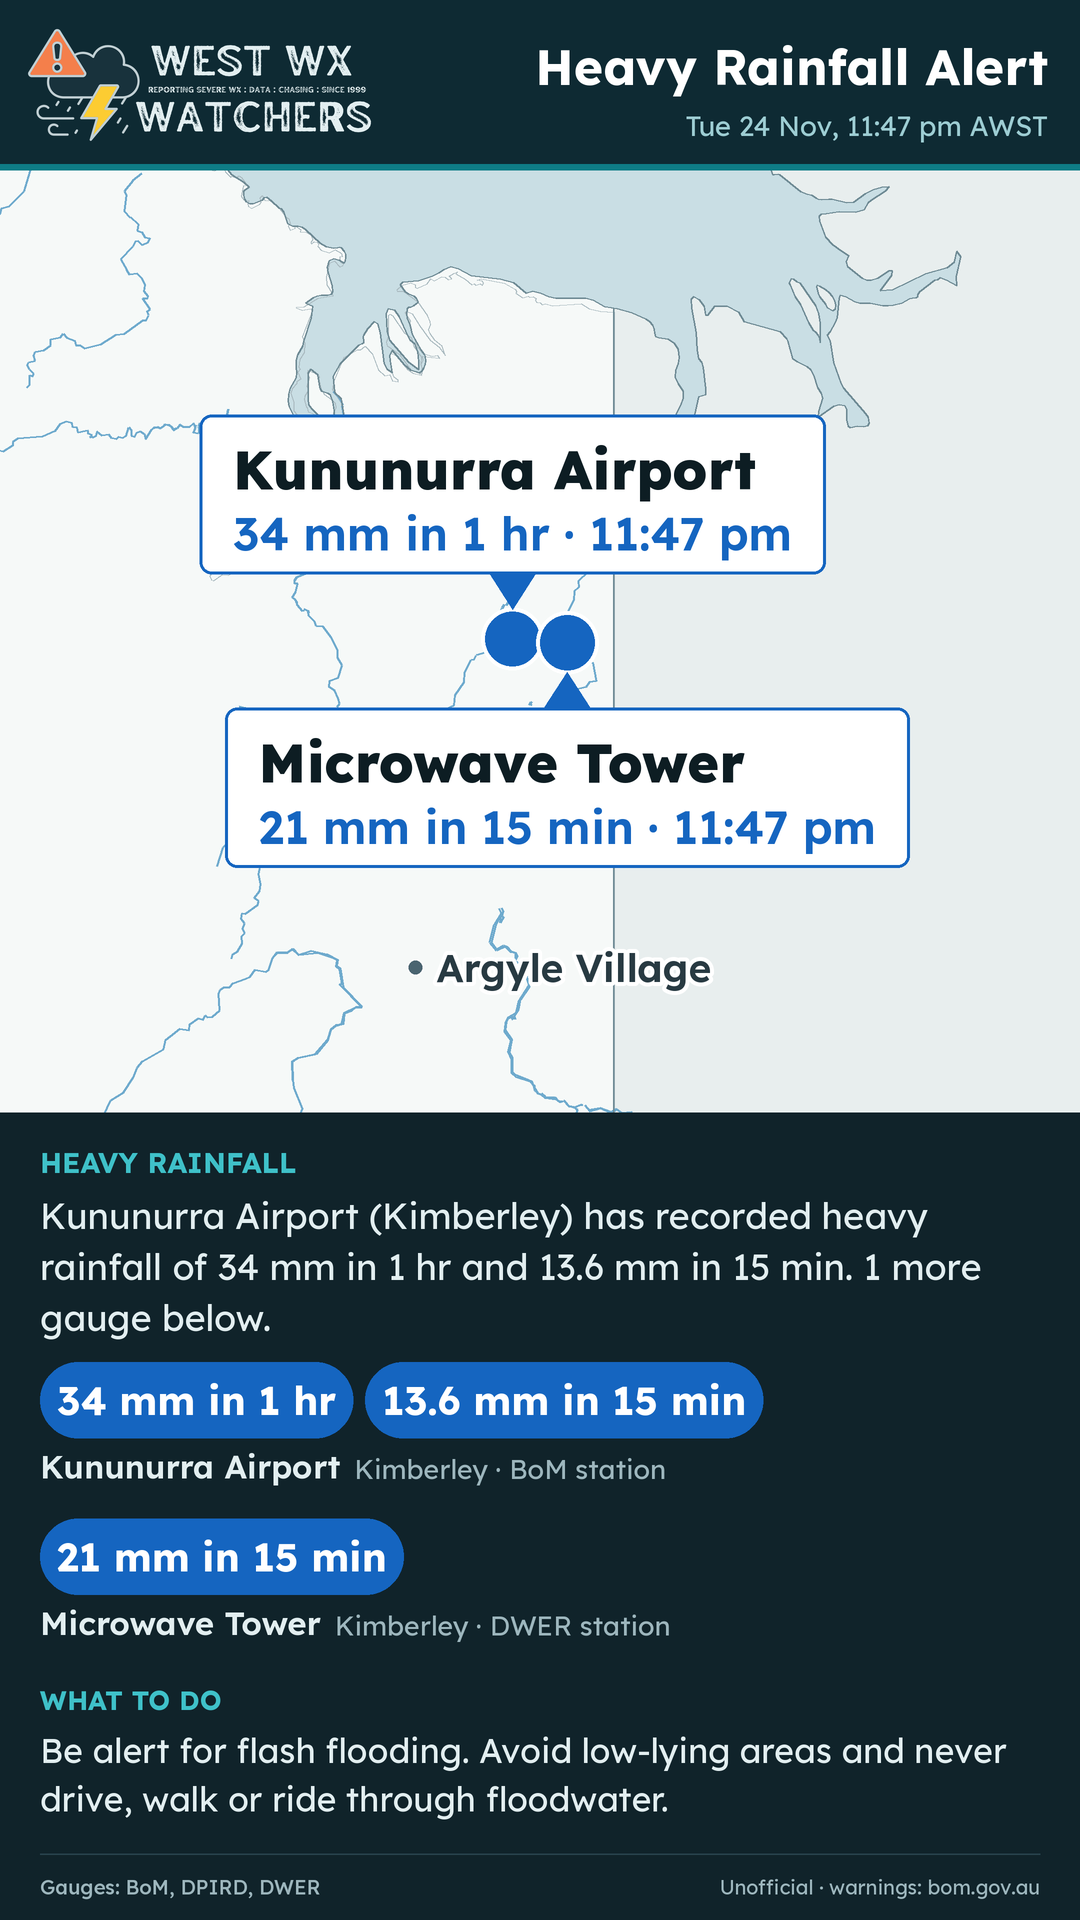 WEST WX
REPORTING SEVERE WX : DATA : CHASING : SINCE 1999
WATCHERS
Heavy Rainfall Alert
Tue 24 Nov, 11:47 pm AWST
Kununurra Airport
34 mm in 1 hr · 11:47 pm
Microwave Tower
21 mm in 15 min · 11:47 pm
Argyle Village
HEAVY RAINFALL
Kununurra Airport (Kimberley) has recorded heavy
rainfall of 34 mm in 1 hr and 13.6 mm in 15 min. 1 more
gauge below.
34 mm in 1 hr 13.6 mm in 15 min
Kununurra Airport Kimberley · BoM station
21 mm in 15 min
Microwave Tower Kimberley · DWER station
WHAT TO DO
Be alert for flash flooding. Avoid low-lying areas and never
drive, walk or ride through floodwater.
Gauges: BoM, DPIRD, DWER
Unofficial · warnings: bom.gov.au